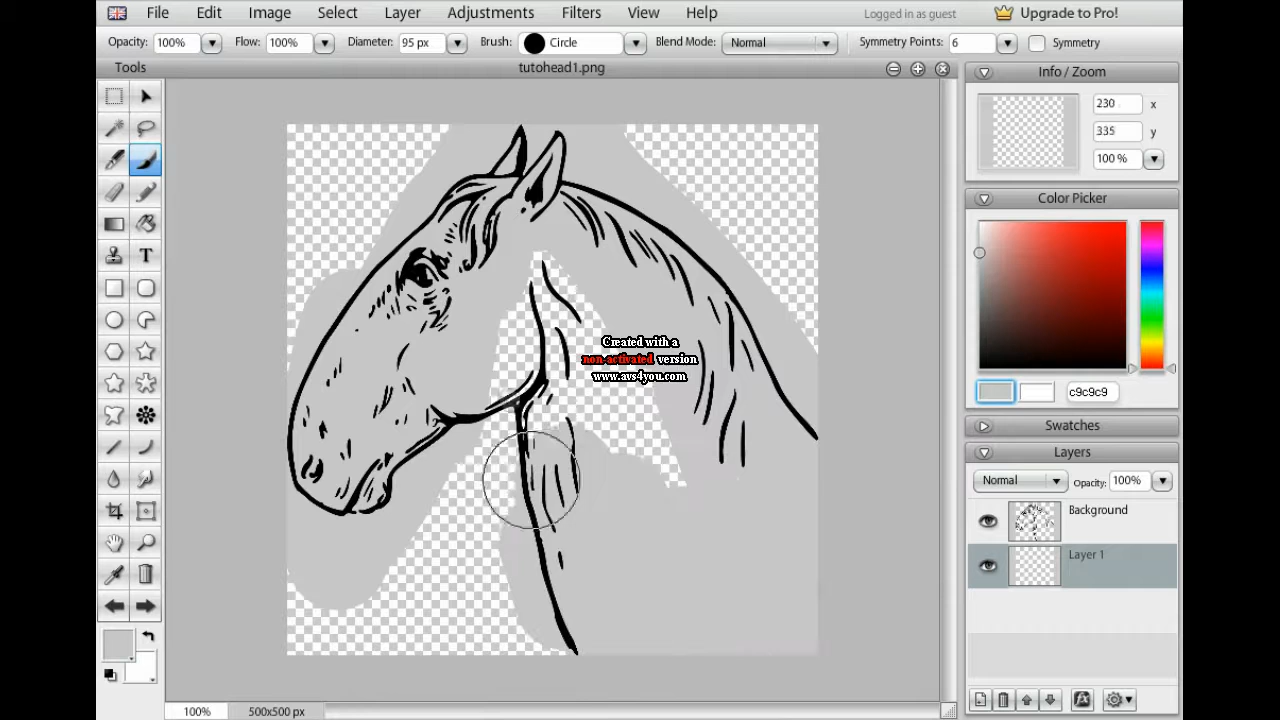 File Edit Image Select Layer Adjustments Filters View Help Logged in as guest Upgrade to Pro!
Opacity: 100% Flow: 100% Diameter: 95 px Brush: Circle Blend Mode: Normal Symmetry Points: 6 Symmetry
Tools
tutohead1.png
Info / Zoom
230 x
335 y
100 %
Color Picker
c9c9c9
Swatches
Layers
Normal Opacity: 100%
Background
Layer 1
T
Created with a
non-activated version
www.avs4you.com
100% 500x500 px